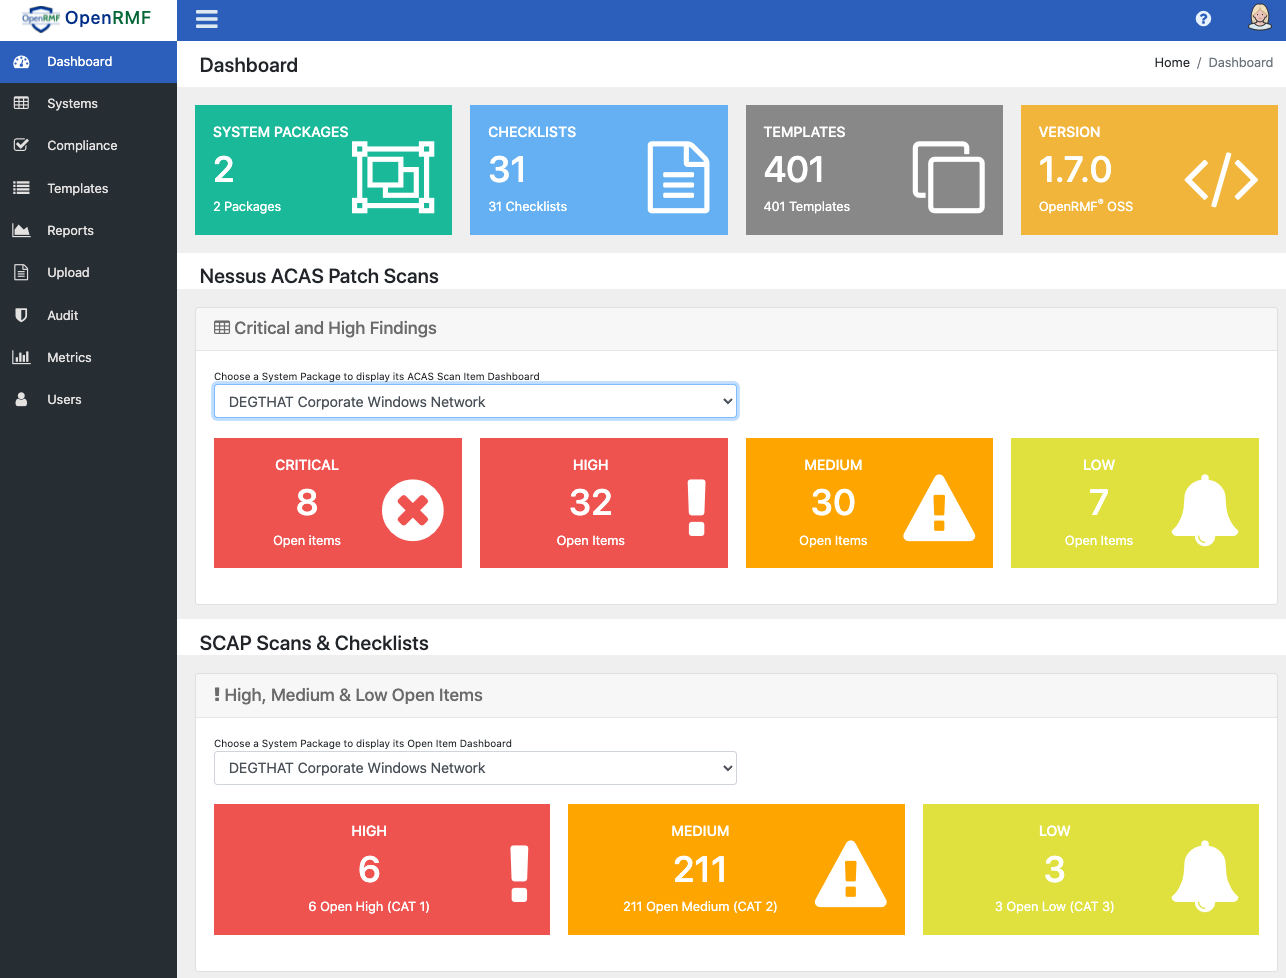 OpenRMF OpenRMF
Dashboard
Systems
Compliance
Templates
Reports
Upload
Audit
Metrics
Users
Dashboard
Home / Dashboard
SYSTEM PACKAGES
2
2 Packages
CHECKLISTS
31
31 Checklists
TEMPLATES
401
401 Templates
VERSION
1.7.0
OpenRMF® OSS
Nessus ACAS Patch Scans
Critical and High Findings
Choose a System Package to display its ACAS Scan Item Dashboard
DEGTHAT Corporate Windows Network
CRITICAL
8
Open items
HIGH
32
Open Items
MEDIUM
30
Open Items
LOW
7
Open Items
SCAP Scans & Checklists
High, Medium & Low Open Items
Choose a System Package to display its Open Item Dashboard
DEGTHAT Corporate Windows Network
HIGH
6
6 Open High (CAT 1)
MEDIUM
211
211 Open Medium (CAT 2)
LOW
3
3 Open Low (CAT 3)